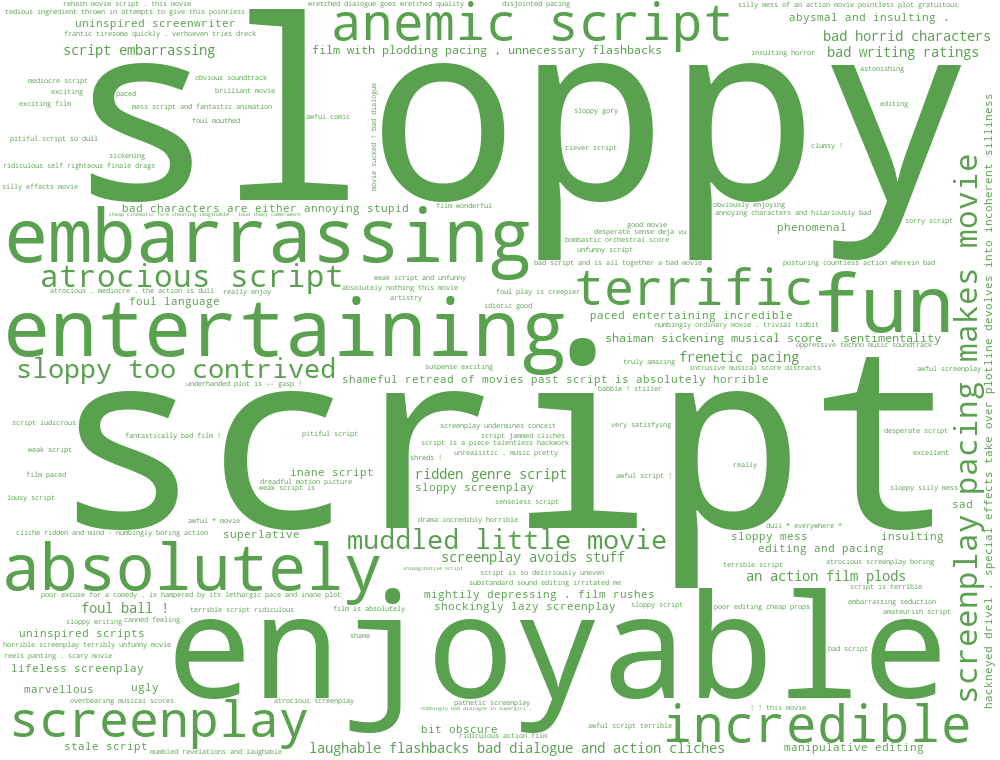 rehash movie script . this movie
wretched dialogue goes wretched quality
disjointed pacing
silly mess of an action movie pointless plot gratuitous
tedious ingredient thrown in attempts to give this pointless
uninspired screenwriter
anemic script
abysmal and insulting .
frantic tiresome quickly . verhoeven tries dreck
bad horrid characters
script embarrassing
film with plodding pacing , unnecessary flashbacks
insulting horror
bad writing ratings
sloppy
astonishing
mediocre script
obvious soundtrack
exciting
paced
brilliant movie
exciting film
mess script and fantastic animation
editing
foul mouthed
awful comic
sloppy gory
movie sucked ! bad dialogue
pitiful script so dull
clever script
clumsy !
sickening
ridiculous self righteous finale drags
silly effects movie
bad characters are either annoying stupid
film wonderful
obviously enjoying
cheap cinematic form cheating imaginable ! loud shaky camerawork
annoying characters and hilariously bad
sorry script
embarrassing
good movie
phenomenal
desperate sense deja vu
bombastic orchestral score
unfunny script
bad script and is all together a bad movie
posturing countless action wherein bad
atrocious script
weak script and unfunny
terrific
fun
atrocious . mediocre . the action is dull
really enjoy
absolutely nothing this movie
foul play is creepier
foul language
artistry
idiotic good
entertaining
.
paced entertaining incredible
numbingly ordinary movie . trivial tidbit
shaiman sickening musical score . sentimentality
oppressive techno music soundtrack
sloppy too contrived
suspense exciting
truly amazing
frenetic pacing
intrusive musical score distracts
awful screenplay
underhanded plot is -- gasp !
shameful retread of movies past script is absolutely horrible
babble ! stiller
script
screenplay pacing makes movie
hackneyed drivel . special effects take over plotline devolves into incoherent silliness
script ludicrous
fantastically bad film !
pitiful script
screenplay undermines conceit
script jammed cliches
script is a piece talentless hackwork
very satisfying
desperate script
weak script
unrealistic . music pretty
shreds !
excellent
really
film paced
inane script
ridden genre script
awful script !
dreadful motion picture
weak script is
sloppy screenplay
sloppy silly mess
lousy script
senseless script
sad
awful * movie
drama incredibly horrible
dull * everywhere *
cliche ridden and mind - numbingly boring action
superlative
muddled little movie
sloppy mess
insulting
absolutely
screenplay avoids stuff
editing and pacing
terrible script
atrocious screenplay boring
unimaginative script
script is so deliriously uneven
an action film plods
substandard sound editing irritated me
script is terrible
poor excuse for a comedy . is hampered by its lethargic pace and inane plot
mightily depressing . film rushes
enjoyable
foul ball !
terrible script ridiculous
film is absolutely
shockingly lazy screenplay
sloppy script
poor editing cheap props
embarrassing seduction
amateurish script
sloppy writing
canned feeling
uninspired scripts
shame
horrible screenplay terribly unfunny movie
bad script
reels panting . scary movie
lifeless screenplay
marvellous
ugly
overbearing musical scores
atrocious screenplay
pathetic screenplay
numbingly bad dialogue in supergirl .
! ! this movie
screenplay
incredible
bit obscure
awful script terrible
ridiculous action film
stale script
numbled revelations and laughable
laughable flashbacks bad dialogue and action cliches
manipulative editing